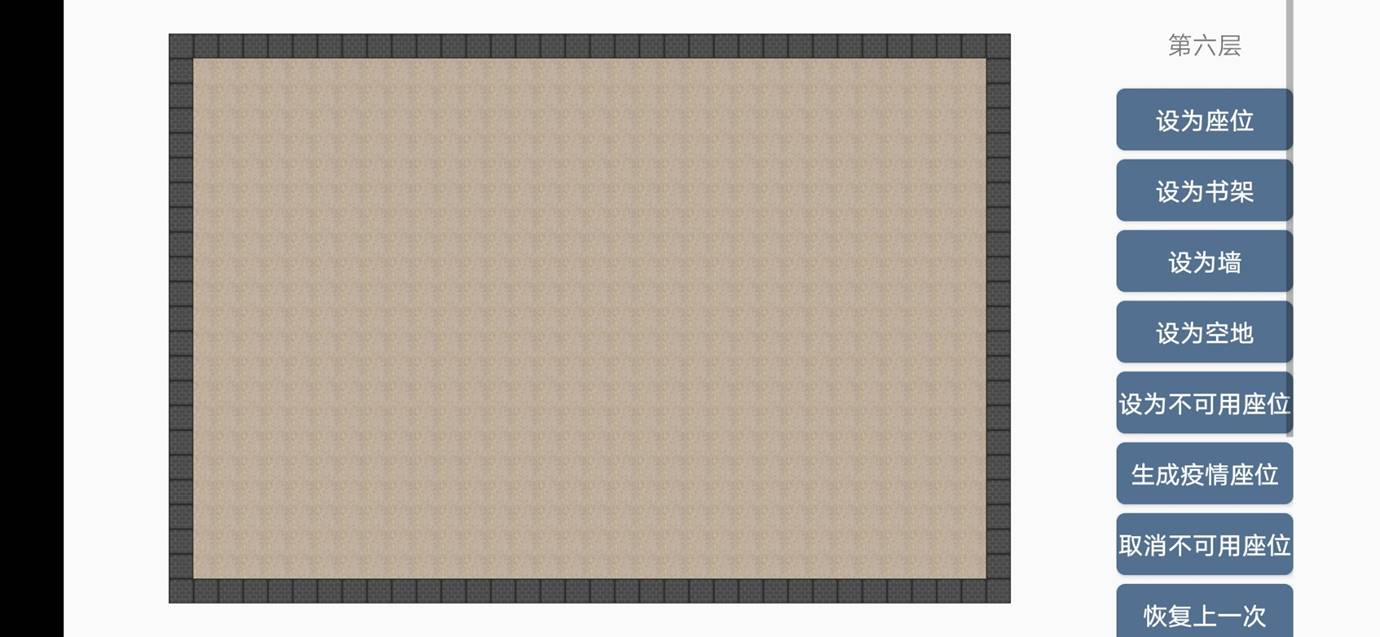 第六层
设为座位
设为书架
设为墙
设为空地
设为不可用座位
生成疫情座位
取消不可用座位
恢复上一次